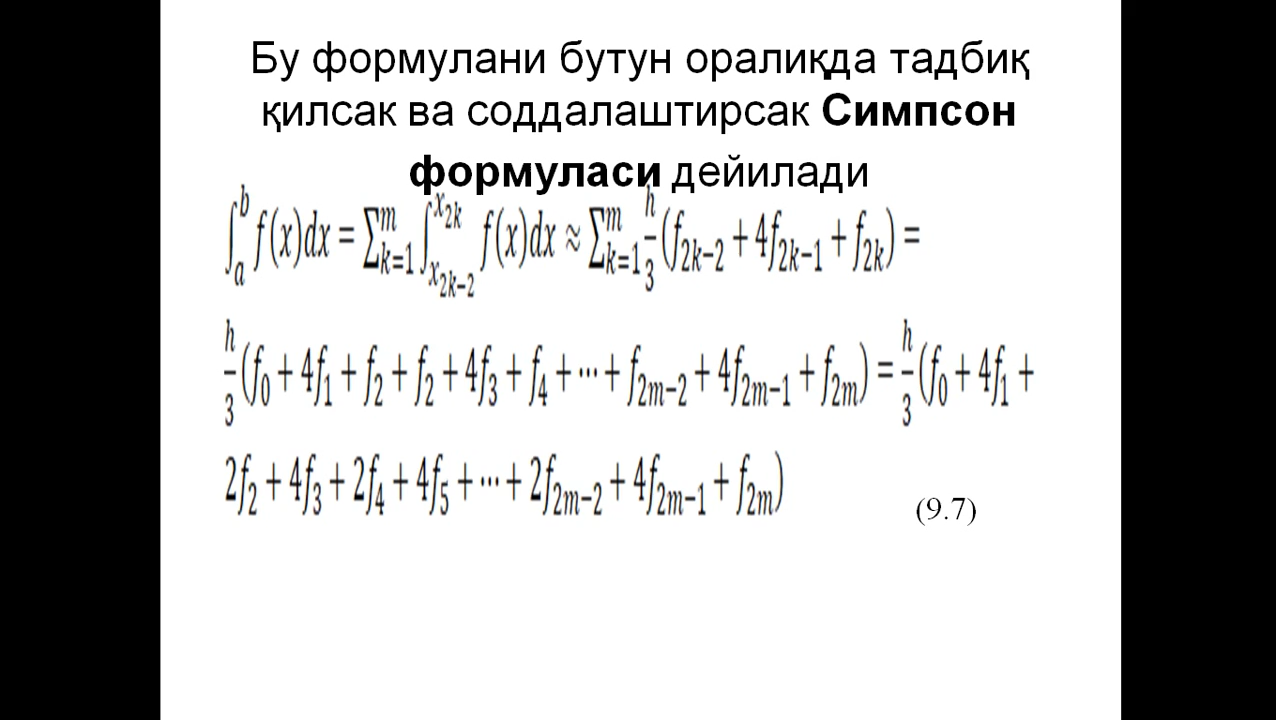 Бу формулани бутун оралиқда тадбиқ
қилсак ва соддалаштирсак Симпсон
формуласи дейилади
∫_a^b f(x)dx = ∑_{k=1}^m ∫_{x_{2k−2}}^{x_{2k}} f(x)dx ≈ ∑_{k=1}^m h/3 (f_{2k−2} + 4f_{2k−1} + f_{2k}) =
h/3 (f_0 + 4f_1 + f_2 + f_2 + 4f_3 + f_4 + ⋯ + f_{2m−2} + 4f_{2m−1} + f_{2m}) = h/3 (f_0 + 4f_1 +
2f_2 + 4f_3 + 2f_4 + 4f_5 + ⋯ + 2f_{2m−2} + 4f_{2m−1} + f_{2m})
(9.7)